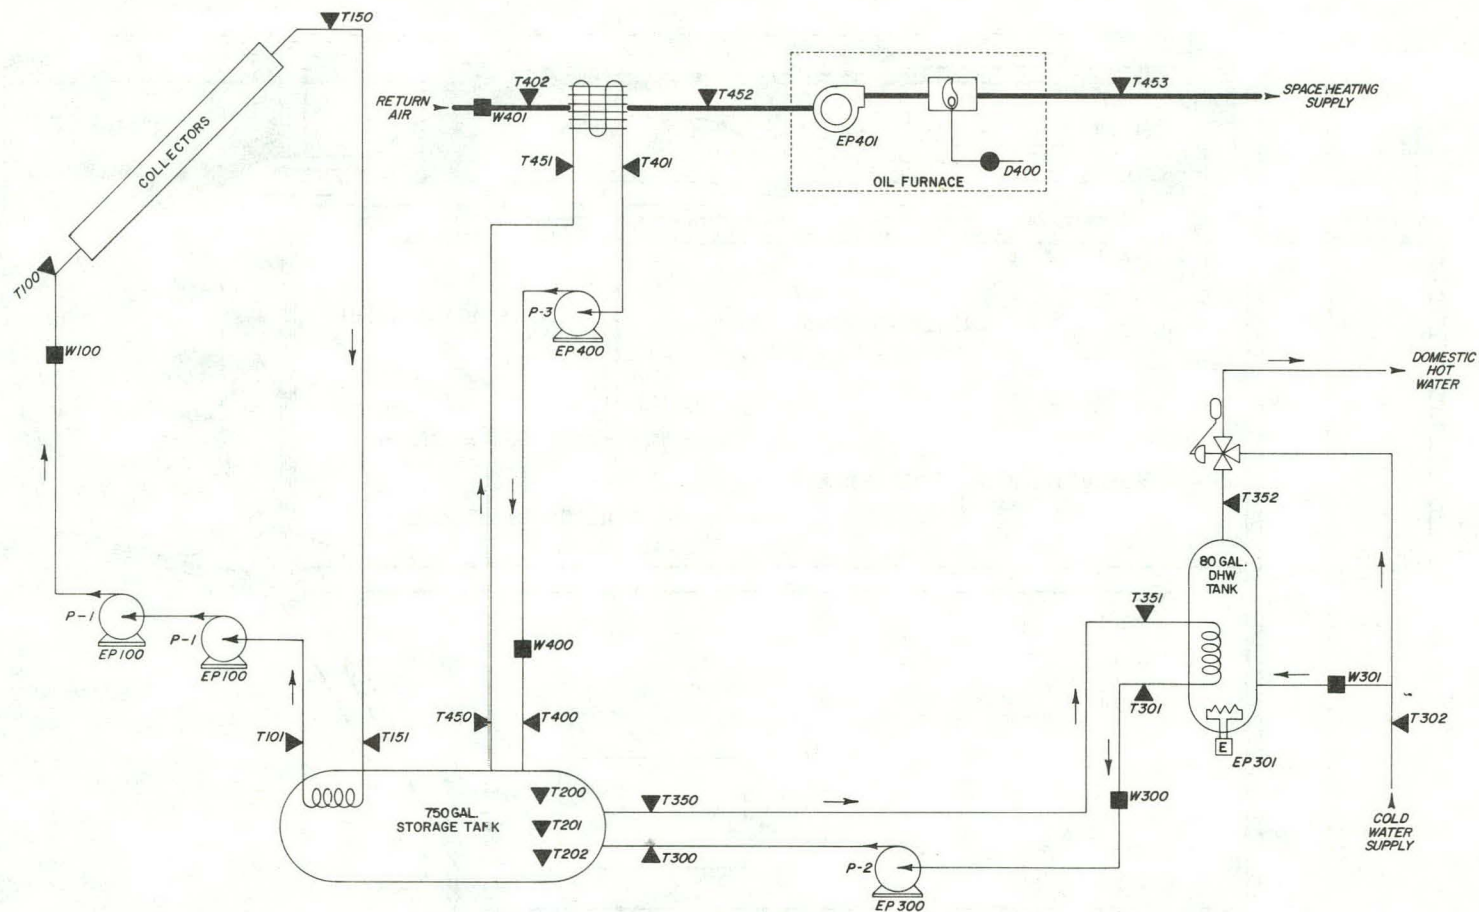 T150
T402
T452
T453
RETURN
AIR
W401
SPACE HEATING
SUPPLY
EP401
COLLECTORS
T451
T401
D400
OIL FURNACE
T100
P-3
EP400
W100
DOMESTIC
HOT
WATER
T352
80 GAL.
DHW
TANK
T351
P-1
EP100
P-1
EP100
W400
W301
T301
T302
T450
T400
T101
T151
E
EP301
T200
T350
W300
750 GAL.
STORAGE TANK
T201
T202
T300
COLD
WATER
SUPPLY
P-2
EP300